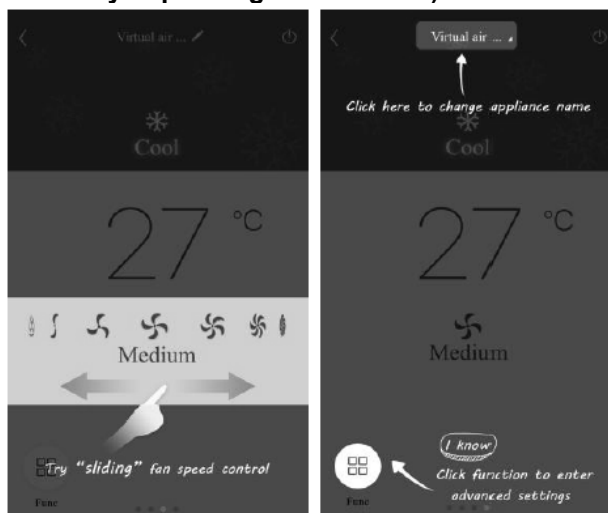 Virtual air ...
Cool
27 °C
Medium
Try "sliding" fan speed control
Func
Virtual air ...
Click here to change appliance name
Cool
27 °C
Medium
I know
Click function to enter
advanced settings
Func